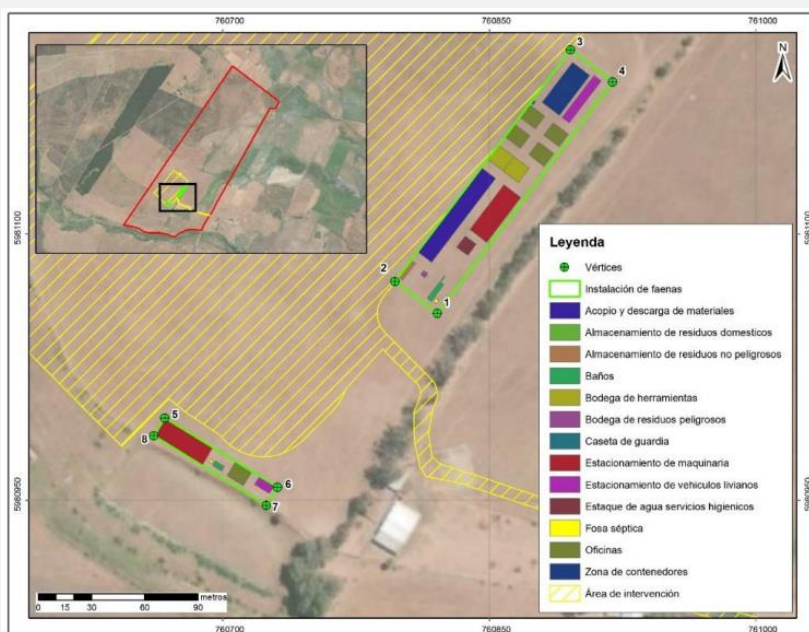 760700
760850
761000
N
3
4
5981100
5981100
2
1
5
8
6
7
5980950
5980950
Leyenda
Vértices
Instalación de faenas
Acopio y descarga de materiales
Almacenamiento de residuos domesticos
Almacenamiento de residuos no peligrosos
Baños
Bodega de herramientas
Bodega de residuos peligrosos
Caseta de guardia
Estacionamiento de maquinaria
Estacionamiento de vehículos livianos
Estaque de agua servicios higienicos
Fosa séptica
Oficinas
Zona de contenedores
Área de intervención
metros
0 15 30 60 90
760700
760850
761000